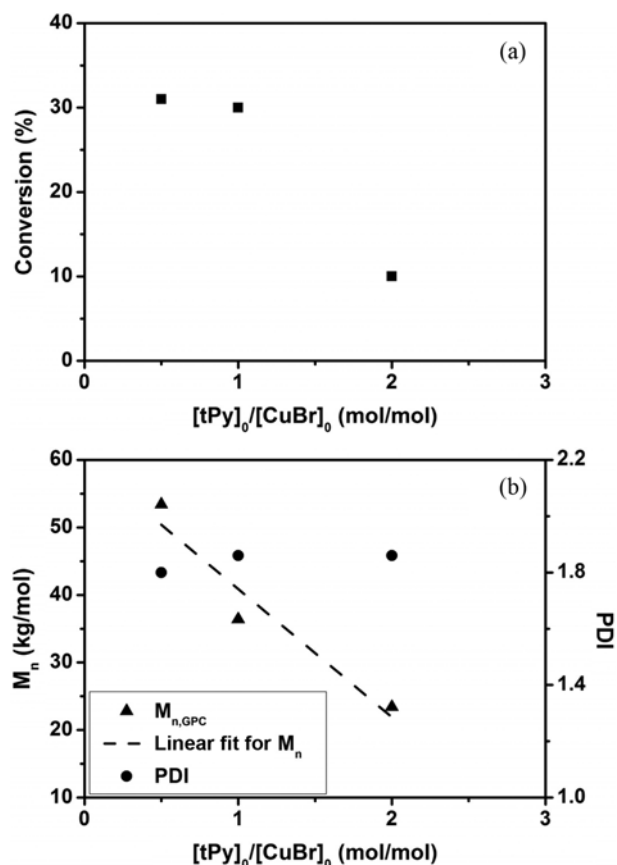 40
30
20
10
0
Conversion (%)
(a)
0
1
2
3
[tPy]₀/[CuBr]₀ (mol/mol)
60
50
40
30
20
10
Mₙ (kg/mol)
(b)
2.2
1.8
1.4
1.0
PDI
Mₙ,GPC
Linear fit for Mₙ
PDI
0
1
2
3
[tPy]₀/[CuBr]₀ (mol/mol)